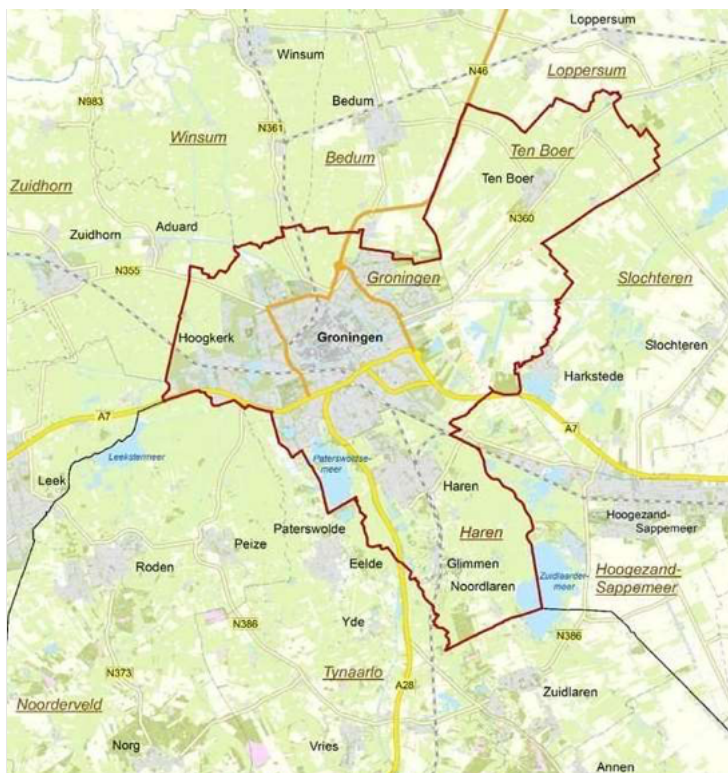 Loppersum
Winsum
N46
Loppersum
N983
Bedum
N361
Winsum
Bedum
Ten Boer
Zuidhorn
Ten Boer
N360
Aduard
Zuidhorn
N355
Groningen
Slochteren
Hoogkerk
Groningen
Slochteren
Harkstede
A7
A7
Leekstermeer
Paterswoldse-
meer
Leek
Haren
Hoogezand-
Sappemeer
Paterswolde
Haren
Peize
Eelde
Glimmen
Roden
Noordlaren
Zuidlaarder-
meer
Hoogezand-
Sappemeer
Yde
N386
N386
N373
Tynaarlo
A28
Zuidlaren
Noorderveld
Norg
Vries
Annen